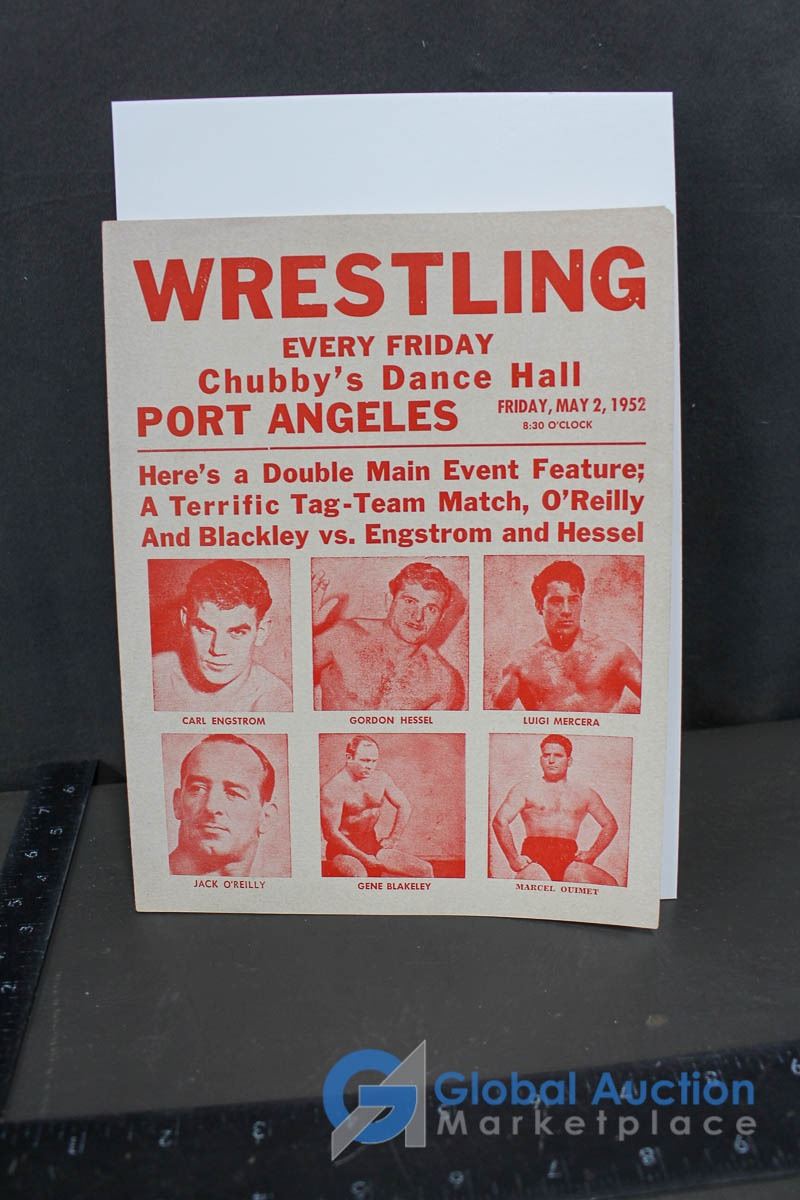 WRESTLING
EVERY FRIDAY
Chubby's Dance Hall
PORT ANGELES
FRIDAY, MAY 2, 1952
8:30 O'CLOCK
Here's a Double Main Event Feature;
A Terrific Tag-Team Match, O'Reilly
And Blackley vs. Engstrom and Hessel
CARL ENGSTROM
GORDON HESSEL
LUIGI MERCERA
JACK O'REILLY
GENE BLAKELEY
MARCEL OUIMET
Global Auction
Marketplace